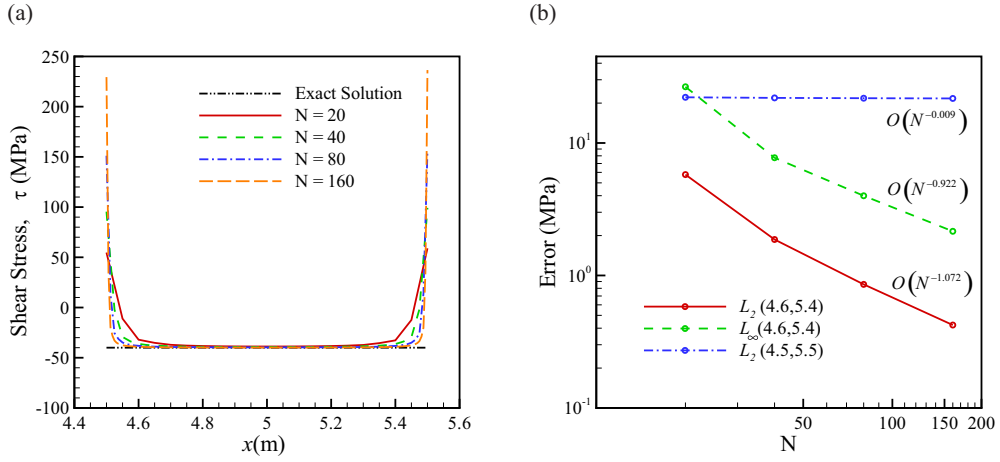 (a)
250
200
150
100
50
0
-50
-100
Shear Stress, τ (MPa)
Exact Solution
N = 20
N = 40
N = 80
N = 160
4.4
4.6
4.8
5
5.2
5.4
5.6
x(m)
(b)
10¹
10⁰
10⁻¹
Error (MPa)
O(N⁻⁰·⁰⁰⁹)
O(N⁻⁰·⁹²²)
O(N⁻¹·⁰⁷²)
L₂ (4.6,5.4)
L∞ (4.6,5.4)
L₂ (4.5,5.5)
50
100
150
200
N